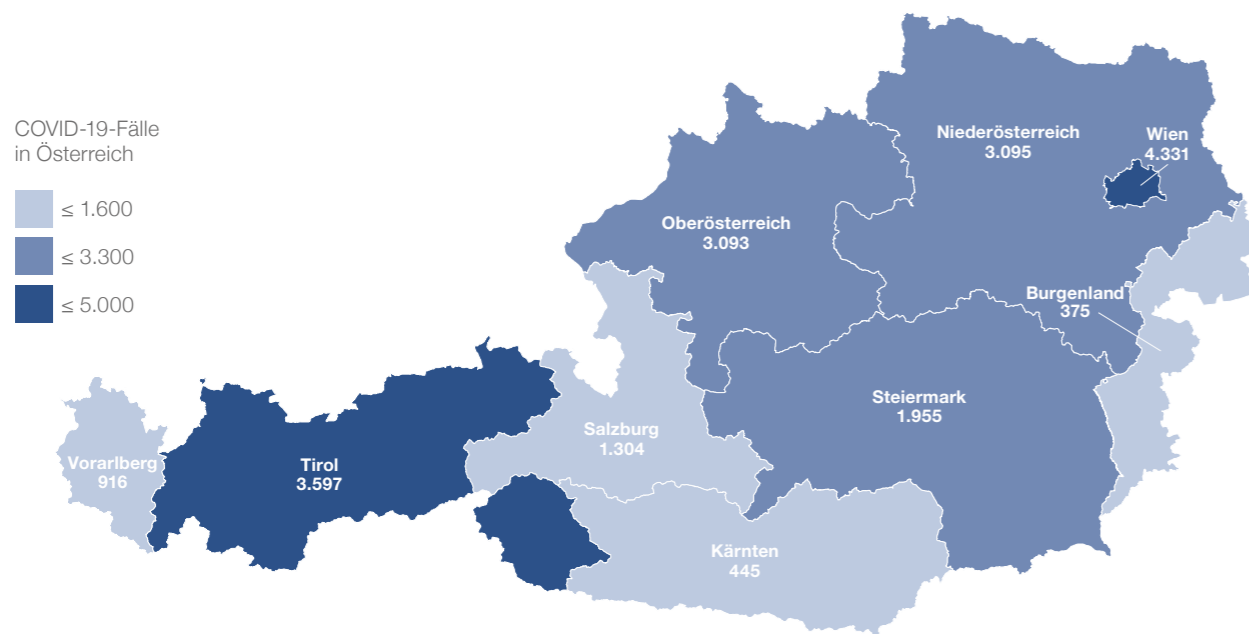 COVID-19-Fälle
in Österreich
≤ 1.600
≤ 3.300
≤ 5.000
Niederösterreich
3.095
Wien
4.331
Oberösterreich
3.093
Burgenland
375
Steiermark
1.955
Salzburg
1.304
Vorarlberg
916
Tirol
3.597
Kärnten
445